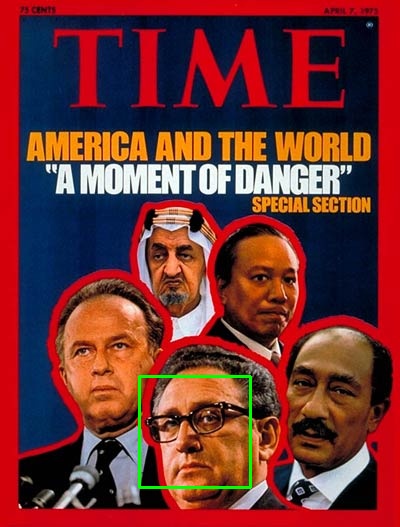 75 CENTS
APRIL 7, 1975
TIME
®
AMERICA AND THE WORLD
"A MOMENT OF DANGER"
SPECIAL SECTION